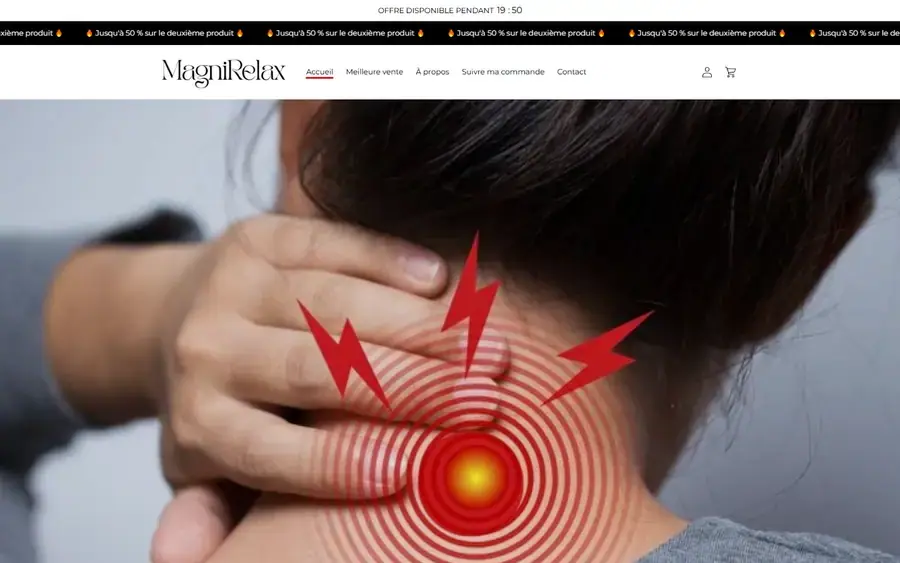 OFFRE DISPONIBLE PENDANT 19 : 50
xième produit 🔥 🔥 Jusqu'à 50 % sur le deuxième produit 🔥 🔥 Jusqu'à 50 % sur le deuxième produit 🔥 🔥 Jusqu'à 50 % sur le deuxième produit 🔥 🔥 Jusqu'à 50 % sur le deuxième produit 🔥 🔥 Jusqu'à 50 % sur le de
MagniRelax Accueil Meilleure vente À propos Suivre ma commande Contact